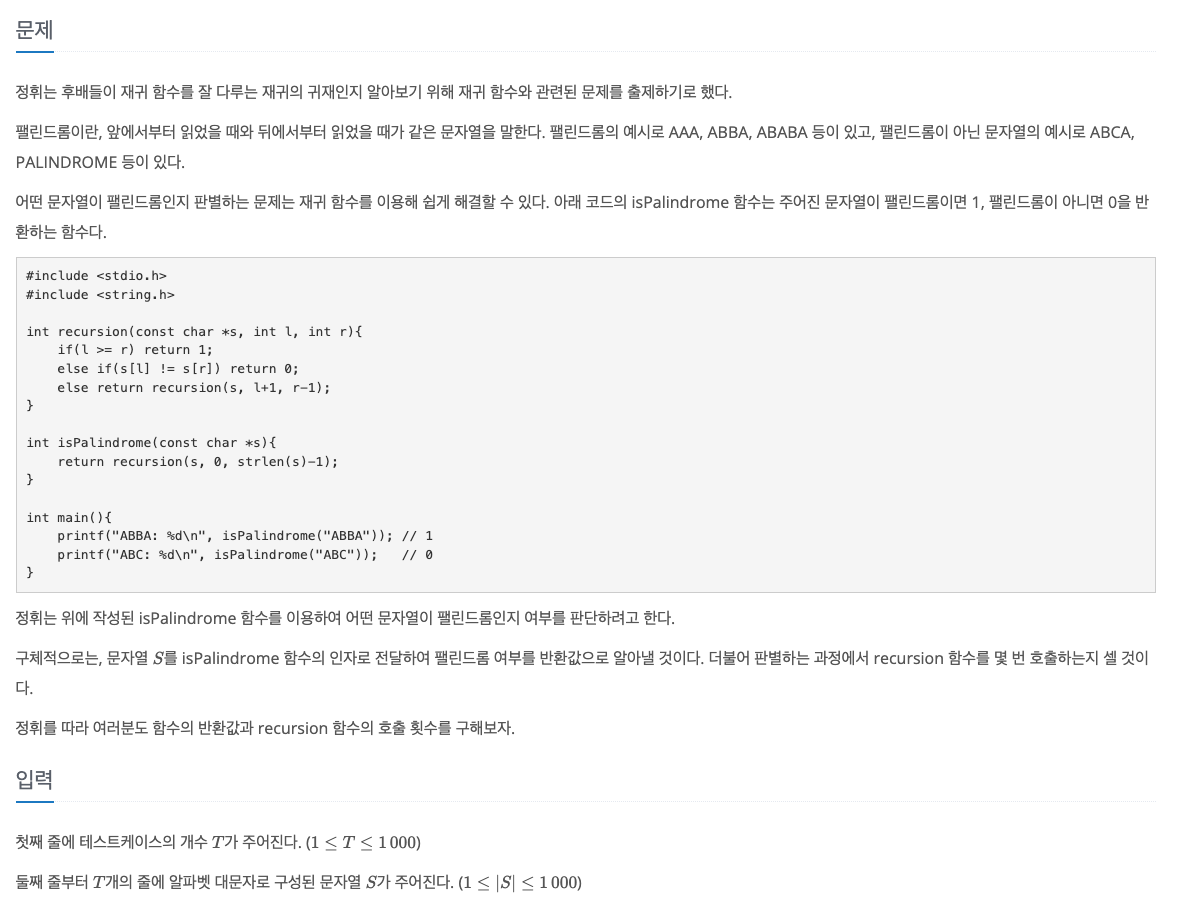 문제
정휘는 후배들이 재귀 함수를 잘 다루는 재귀의 귀재인지 알아보기 위해 재귀 함수와 관련된 문제를 출제하기로 했다.
팰린드롬이란, 앞에서부터 읽었을 때와 뒤에서부터 읽었을 때가 같은 문자열을 말한다. 팰린드롬의 예시로 AAA, ABBA, ABABA 등이 있고, 팰린드롬이 아닌 문자열의 예시로 ABCA,
PALINDROME 등이 있다.
어떤 문자열이 팰린드롬인지 판별하는 문제는 재귀 함수를 이용해 쉽게 해결할 수 있다. 아래 코드의 isPalindrome 함수는 주어진 문자열이 팰린드롬이면 1, 팰린드롬이 아니면 0을 반
환하는 함수다.
#include <stdio.h>
#include <string.h>
int recursion(const char *s, int l, int r){
    if(l >= r) return 1;
    else if(s[l] != s[r]) return 0;
    else return recursion(s, l+1, r-1);
}
int isPalindrome(const char *s){
    return recursion(s, 0, strlen(s)-1);
}
int main(){
    printf("ABBA: %d\n", isPalindrome("ABBA")); // 1
    printf("ABC: %d\n", isPalindrome("ABC"));   // 0
}
정휘는 위에 작성된 isPalindrome 함수를 이용하여 어떤 문자열이 팰린드롬인지 여부를 판단하려고 한다.
구체적으로는, 문자열 S를 isPalindrome 함수의 인자로 전달하여 팰린드롬 여부를 반환값으로 알아낼 것이다. 더불어 판별하는 과정에서 recursion 함수를 몇 번 호출하는지 셀 것이
다.
정휘를 따라 여러분도 함수의 반환값과 recursion 함수의 호출 횟수를 구해보자.
입력
첫째 줄에 테스트케이스의 개수 T가 주어진다. (1 ≤ T ≤ 1 000)
둘째 줄부터 T개의 줄에 알파벳 대문자로 구성된 문자열 S가 주어진다. (1 ≤ |S| ≤ 1 000)